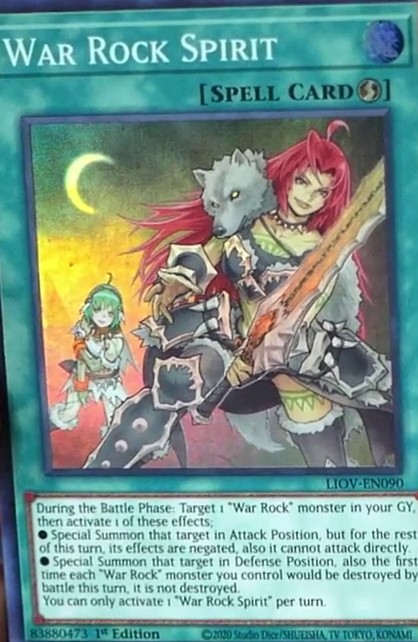 WAR ROCK SPIRIT
[SPELL CARD]
LIOV-EN090
During the Battle Phase: Target 1 "War Rock" monster in your GY,
then activate 1 of these effects;
● Special Summon that target in Attack Position, but for the rest
of this turn, its effects are negated, also it cannot attack directly.
● Special Summon that target in Defense Position, also the first
time each "War Rock" monster you control would be destroyed by
battle this turn, it is not destroyed.
You can only activate 1 "War Rock Spirit" per turn.
83880473 1st Edition ©2020 Studio Dice/SHUEISHA, TV TOKYO, KONAMI